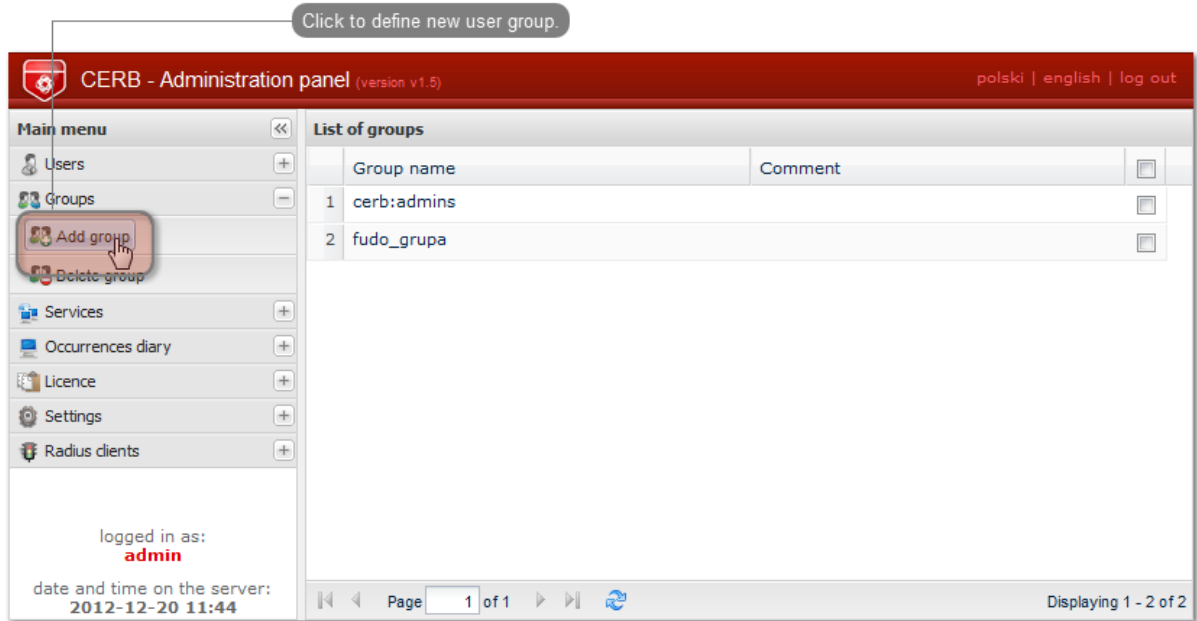 Click to define new user group.
CERB - Administration panel (version v1.5)
polski | english | log out
Main menu
List of groups
Users
Group name Comment
Groups
1 cerb:admins
Add group
2 fudo_grupa
Delete group
Services
Occurrences diary
Licence
Settings
Radius clients
logged in as:
admin
date and time on the server:
2012-12-20 11:44
Page 1 of 1
Displaying 1 - 2 of 2